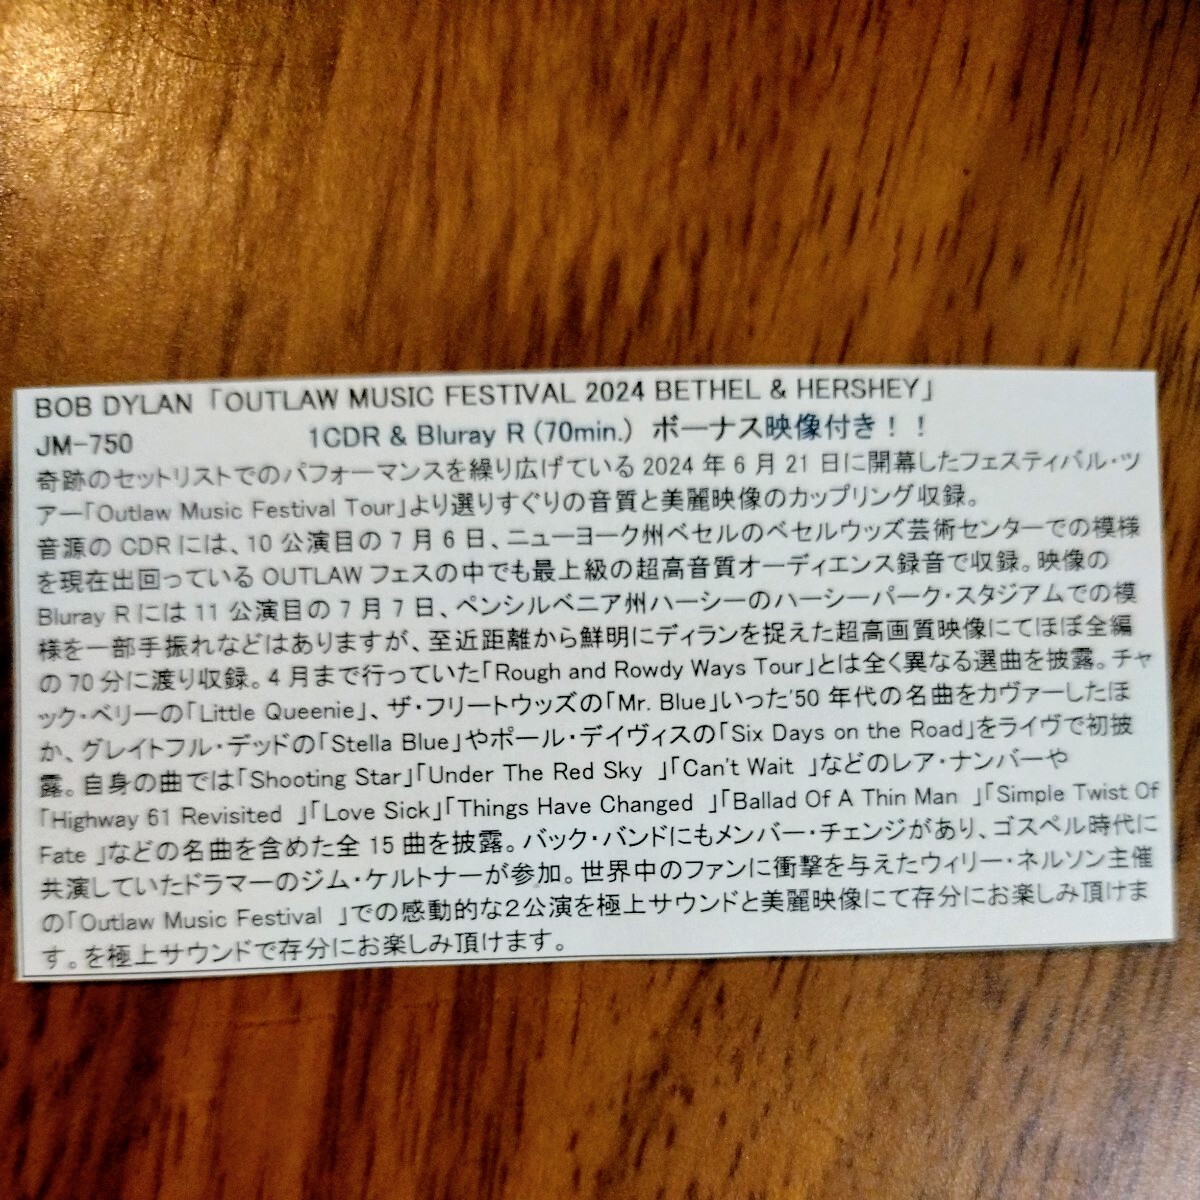 BOB DYLAN「OUTLAW MUSIC FESTIVAL 2024 BETHEL & HERSHEY」
JM-750 1CDR & Bluray R (70min.) ボーナス映像付き！！
奇跡のセットリストでのパフォーマンスを繰り広げている 2024 年 6 月 21 日に開幕したフェスティバル・ツ
アー「Outlaw Music Festival Tour」より選りすぐりの音質と美麗映像のカップリング収録。
音源の CDR には、10 公演目の 7 月 6 日、ニューヨーク州ベセルのベセルウッズ芸術センターでの模様
を現在出回っている OUTLAW フェスの中でも最上級の超高音質オーディエンス録音で収録。映像の
Bluray R には 11 公演目の 7 月 7 日、ペンシルベニア州ハーシーのハーシーパーク・スタジアムでの模
様を一部手振れなどはありますが、至近距離から鮮明にディランを捉えた超高画質映像にてほぼ全編
の 70 分に渡り収録。4 月まで行っていた「Rough and Rowdy Ways Tour」とは全く異なる選曲を披露。チャ
ック・ベリーの「Little Queenie」、ザ・フリートウッズの「Mr. Blue」いった'50 年代の名曲をカヴァーしたほ
か、グレイトフル・デッドの「Stella Blue」やポール・デイヴィスの「Six Days on the Road」をライヴで初披
露。自身の曲では「Shooting Star」「Under The Red Sky 」「Can't Wait 」などのレア・ナンバーや
「Highway 61 Revisited 」「Love Sick」「Things Have Changed 」「Ballad Of A Thin Man 」「Simple Twist Of
Fate 」などの名曲を含めた全 15 曲を披露。バック・バンドにもメンバー・チェンジがあり、ゴスペル時代に
共演していたドラマーのジム・ケルトナーが参加。世界中のファンに衝撃を与えたウィリー・ネルソン主催
の「Outlaw Music Festival 」での感動的な２公演を極上サウンドと美麗映像にて存分にお楽しみ頂けま
す。を極上サウンドで存分にお楽しみ頂けます。